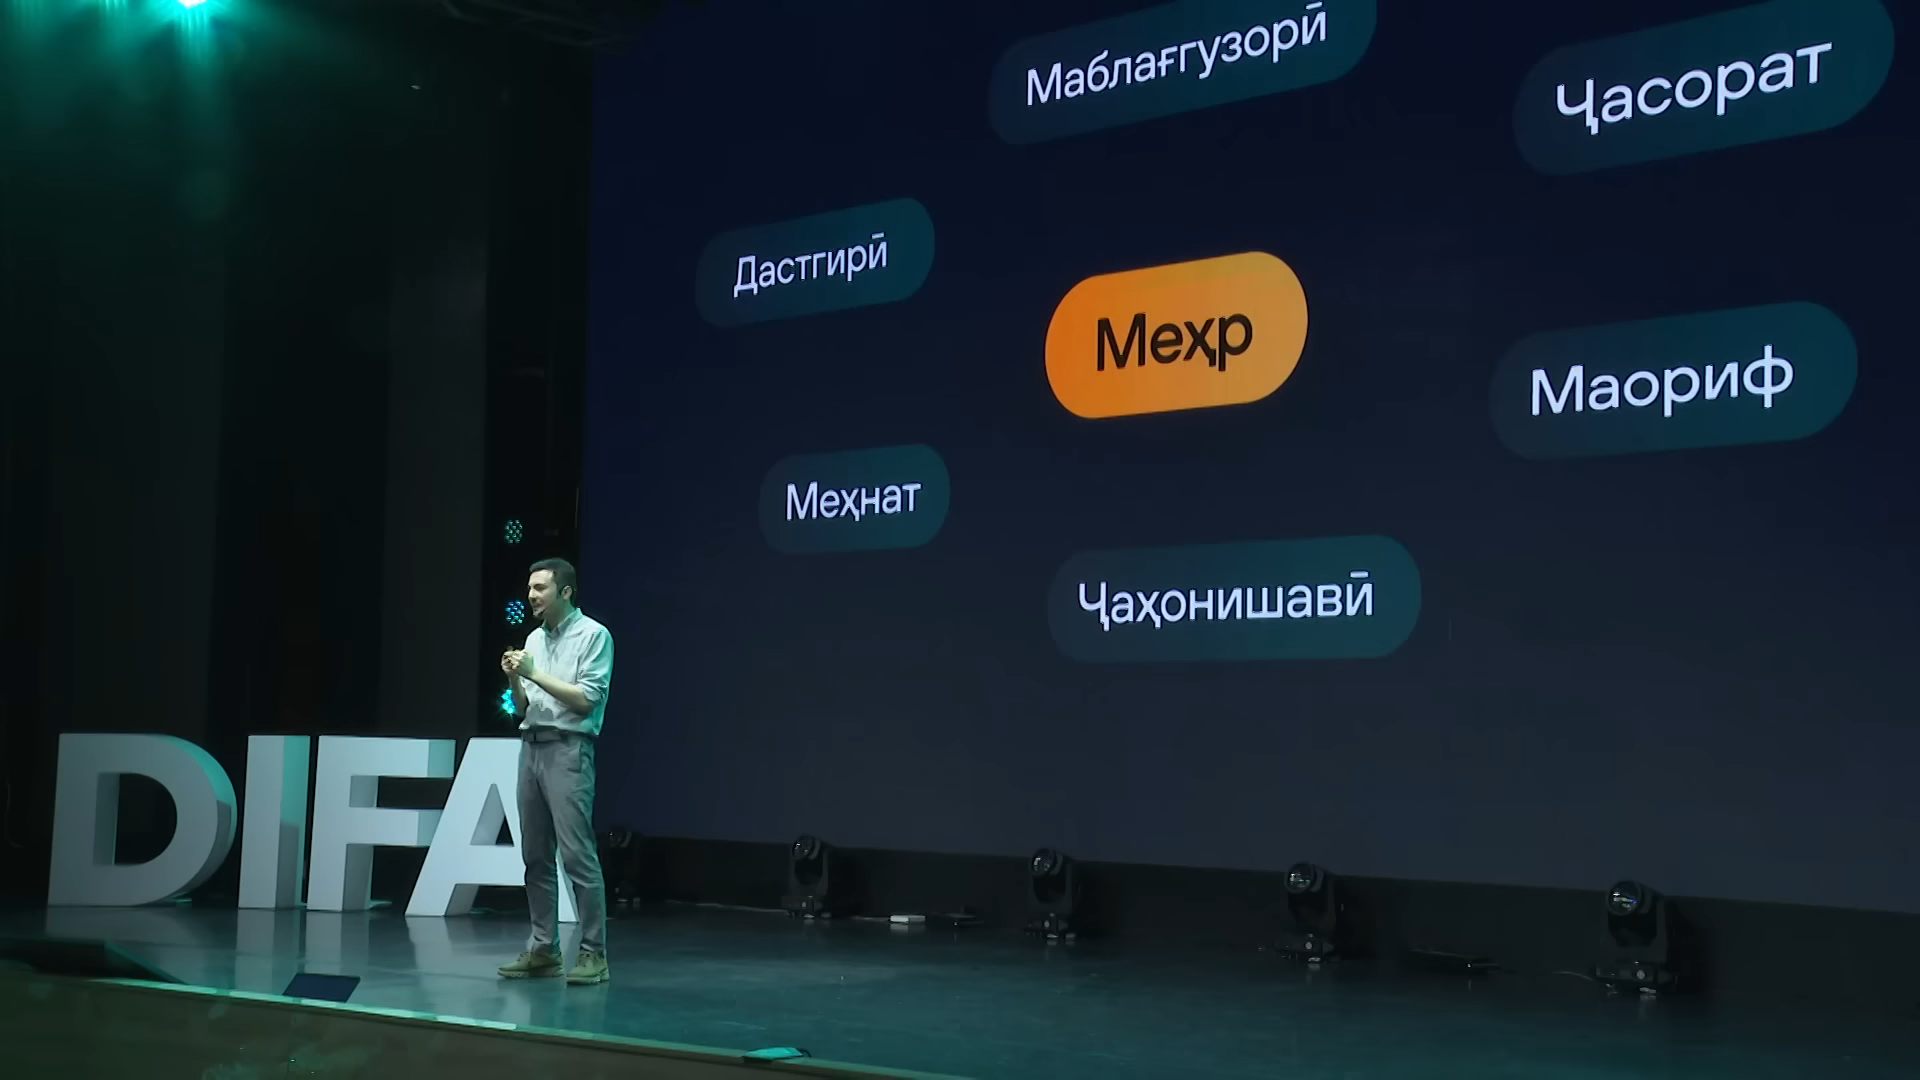 Маблағгузорӣ
Ҷасорат
Дастгирӣ
Меҳр
Маориф
Меҳнат
Ҷаҳонишавӣ
DIFA